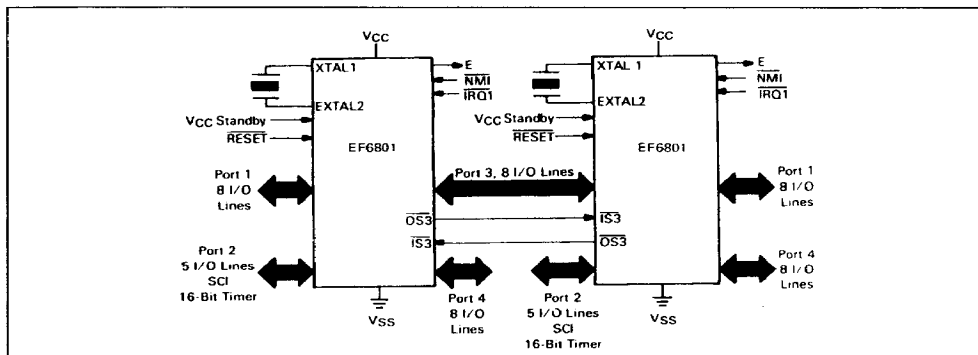 VCC
XTAL1
EXTAL2
VCC Standby
RESET
EF6801
E
NMI
IRQ1
Port 1
8 I/O
Lines
Port 2
5 I/O Lines
SCI
16-Bit Timer
VSS
Port 3, 8 I/O Lines
OS3
IS3
Port 4
8 I/O
Lines
VCC
XTAL 1
EXTAL2
VCC Standby
RESET
EF6801
E
NMI
IRQ1
IS3
OS3
Port 1
8 I/O
Lines
Port 2
5 I/O Lines
SCI
16-Bit Timer
Port 4
8 I/O
Lines
VSS